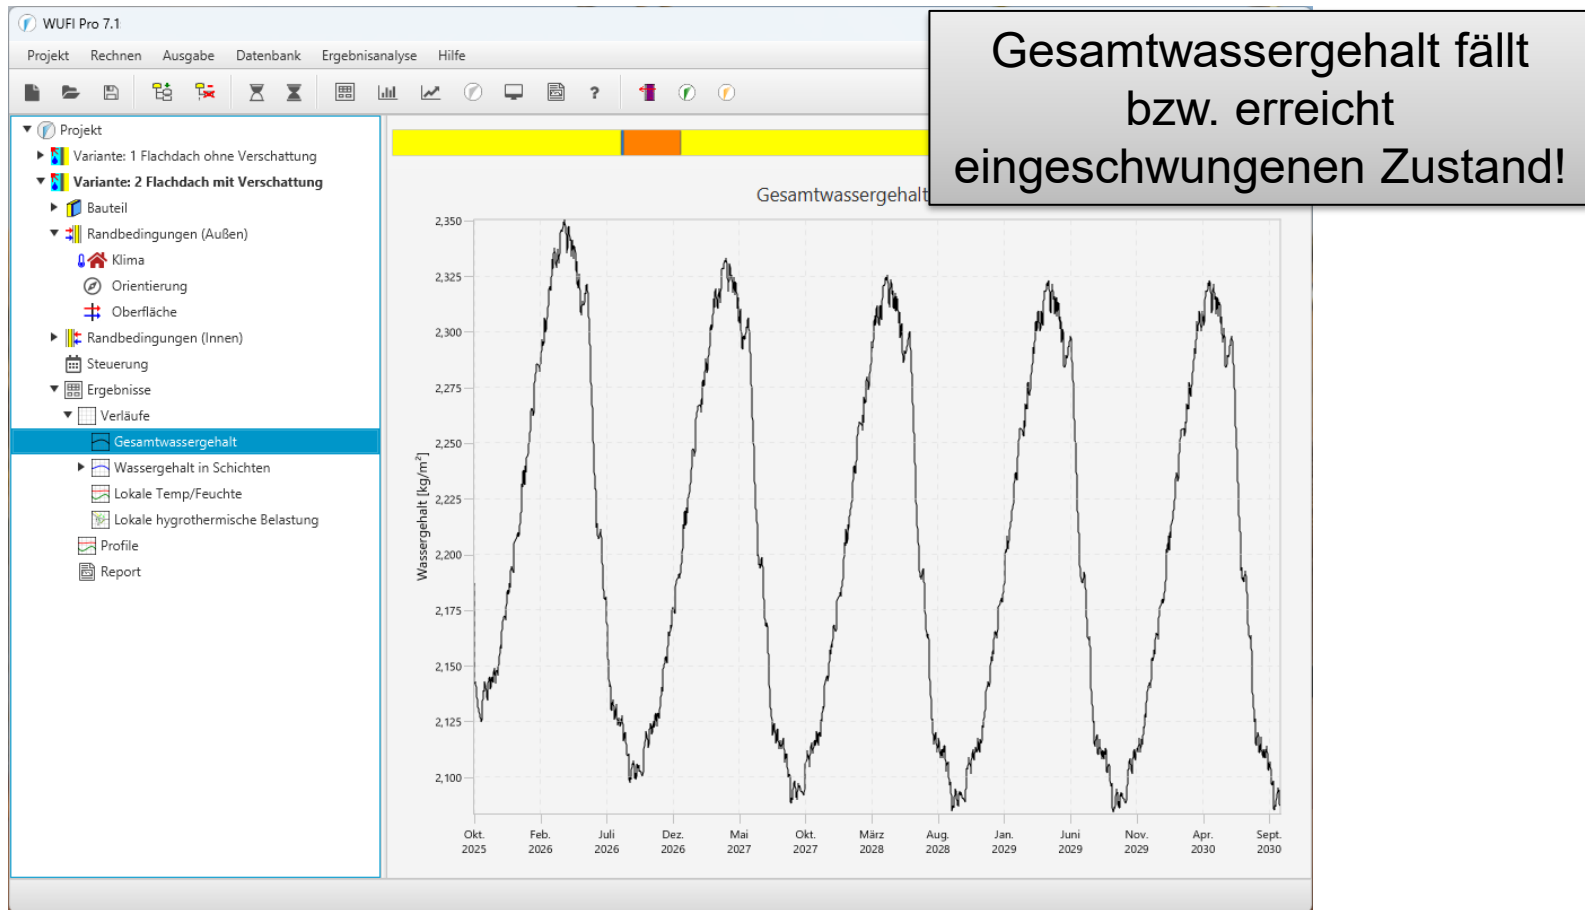 WUFI Pro 7.1
Projekt Rechnen Ausgabe Datenbank Ergebnisanalyse Hilfe
Gesamtwassergehalt fällt
bzw. erreicht
eingeschwungenen Zustand!
?
Projekt
Variante: 1 Flachdach ohne Verschattung
Variante: 2 Flachdach mit Verschattung
Bauteil
Randbedingungen (Außen)
Klima
Orientierung
Oberfläche
Randbedingungen (Innen)
Steuerung
Ergebnisse
Verläufe
Gesamtwassergehalt
Wassergehalt in Schichten
Lokale Temp/Feuchte
Lokale hygrothermische Belastung
Profile
Report
Gesamtwassergehalt
Wassergehalt [kg/m²]
2,350
2,325
2,300
2,275
2,250
2,225
2,200
2,175
2,150
2,125
2,100
Okt. Feb. Juli Dez. Mai Okt. März Aug. Jan. Juni Nov. Apr. Sept.
2025 2026 2026 2026 2027 2027 2028 2028 2029 2029 2029 2030 2030